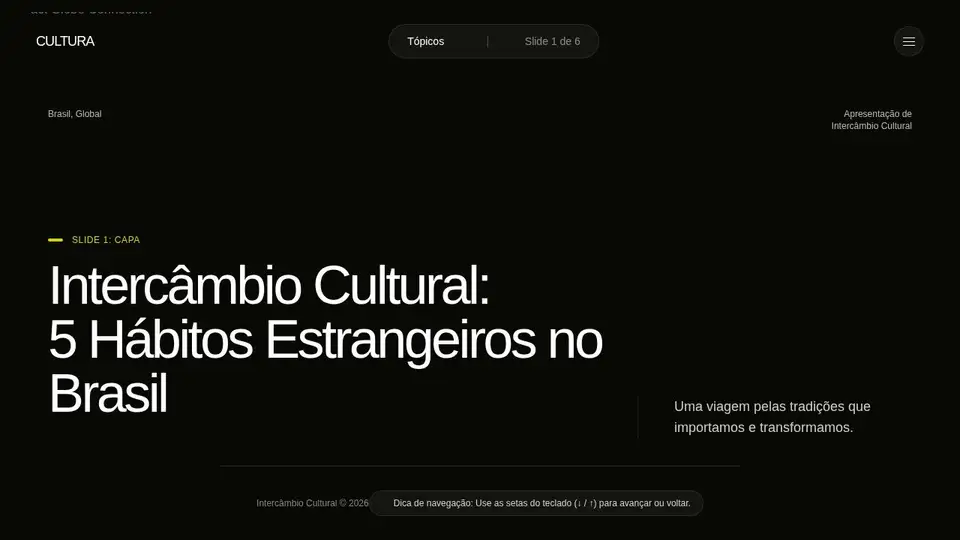 CULTURA
Tópicos
Slide 1 de 6
Brasil, Global
Apresentação de
Intercâmbio Cultural
SLIDE 1: CAPA
Intercâmbio Cultural:
5 Hábitos Estrangeiros no
Brasil
Uma viagem pelas tradições que
importamos e transformamos.
Intercâmbio Cultural © 2026
Dica de navegação: Use as setas do teclado (↓ / ↑) para avançar ou voltar.